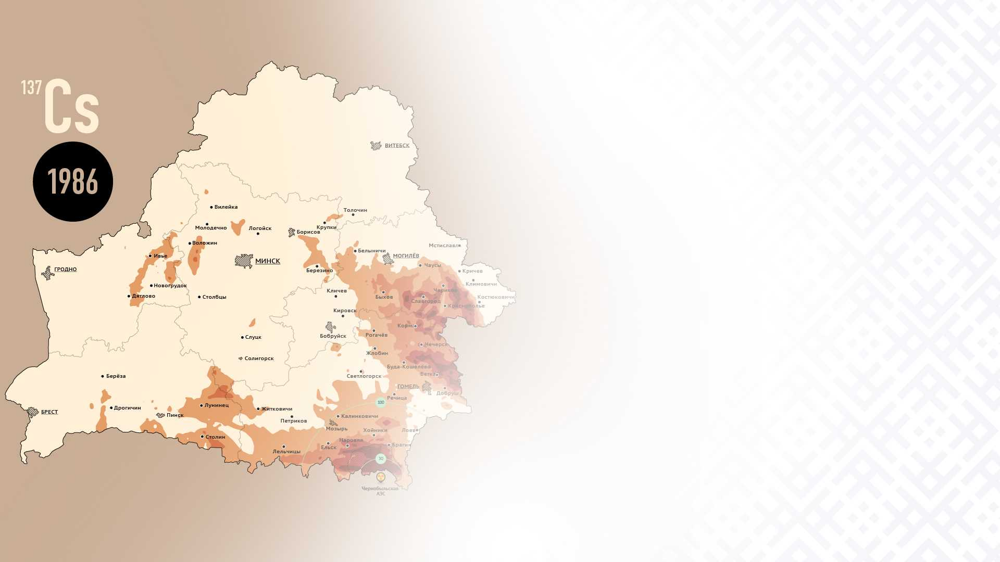 137
Cs
1986
ВИТЕБСК
Вилейка
Толочин
Молодечно
Логойск
Крупки
Борисов
Воложин
Мстиславль
Белыничи
Ивье
МОГИЛЁВ
МИНСК
Чаусы
ГРОДНО
Березино
Кричев
Климовичи
Новогрудок
Кличев
Чериков
Дятлово
Столбцы
Быхов
Костюковичи
Славгород
Краснополье
Кировск
Корма
Рогачёв
Бобруйск
Слуцк
Чечерск
Жлобин
Солигорск
Буда-Кошелёво
Ветка
Берёза
Светлогорск
ГОМЕЛЬ
Добруш
Речица
100
Лунинец
Дрогичин
Житковичи
БРЕСТ
Пинск
Калинковичи
Петриков
Мозырь
Хойники
Лоев
Столин
Наровля
Брагин
Ельск
Лельчицы
30
Чернобыльская
АЭС